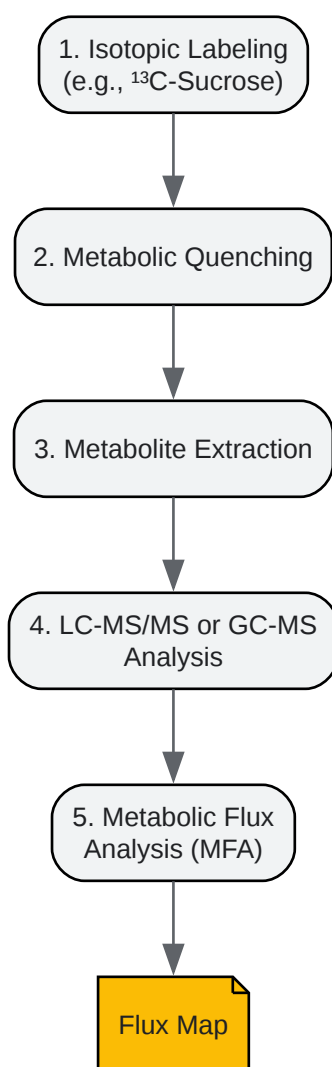 1. Isotopic Labeling
(e.g., ¹³C-Sucrose)
2. Metabolic Quenching
3. Metabolite Extraction
4. LC-MS/MS or GC-MS
Analysis
5. Metabolic Flux
Analysis (MFA)
Flux Map